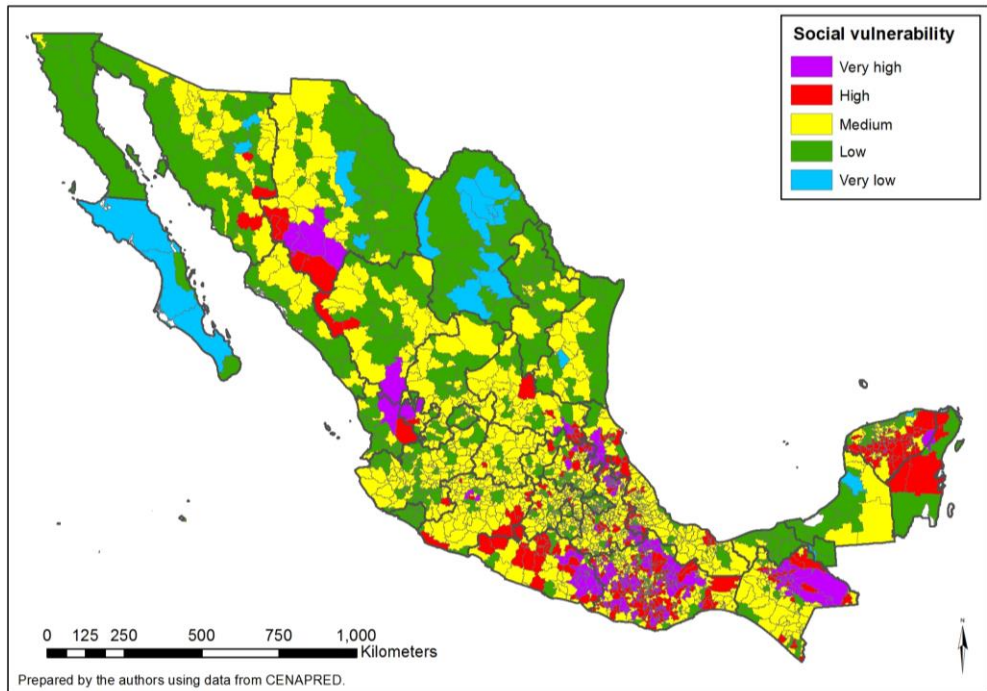 Social vulnerability
Very high
High
Medium
Low
Very low
0 125 250 500 750 1,000
Kilometers
Prepared by the authors using data from CENAPRED.
N